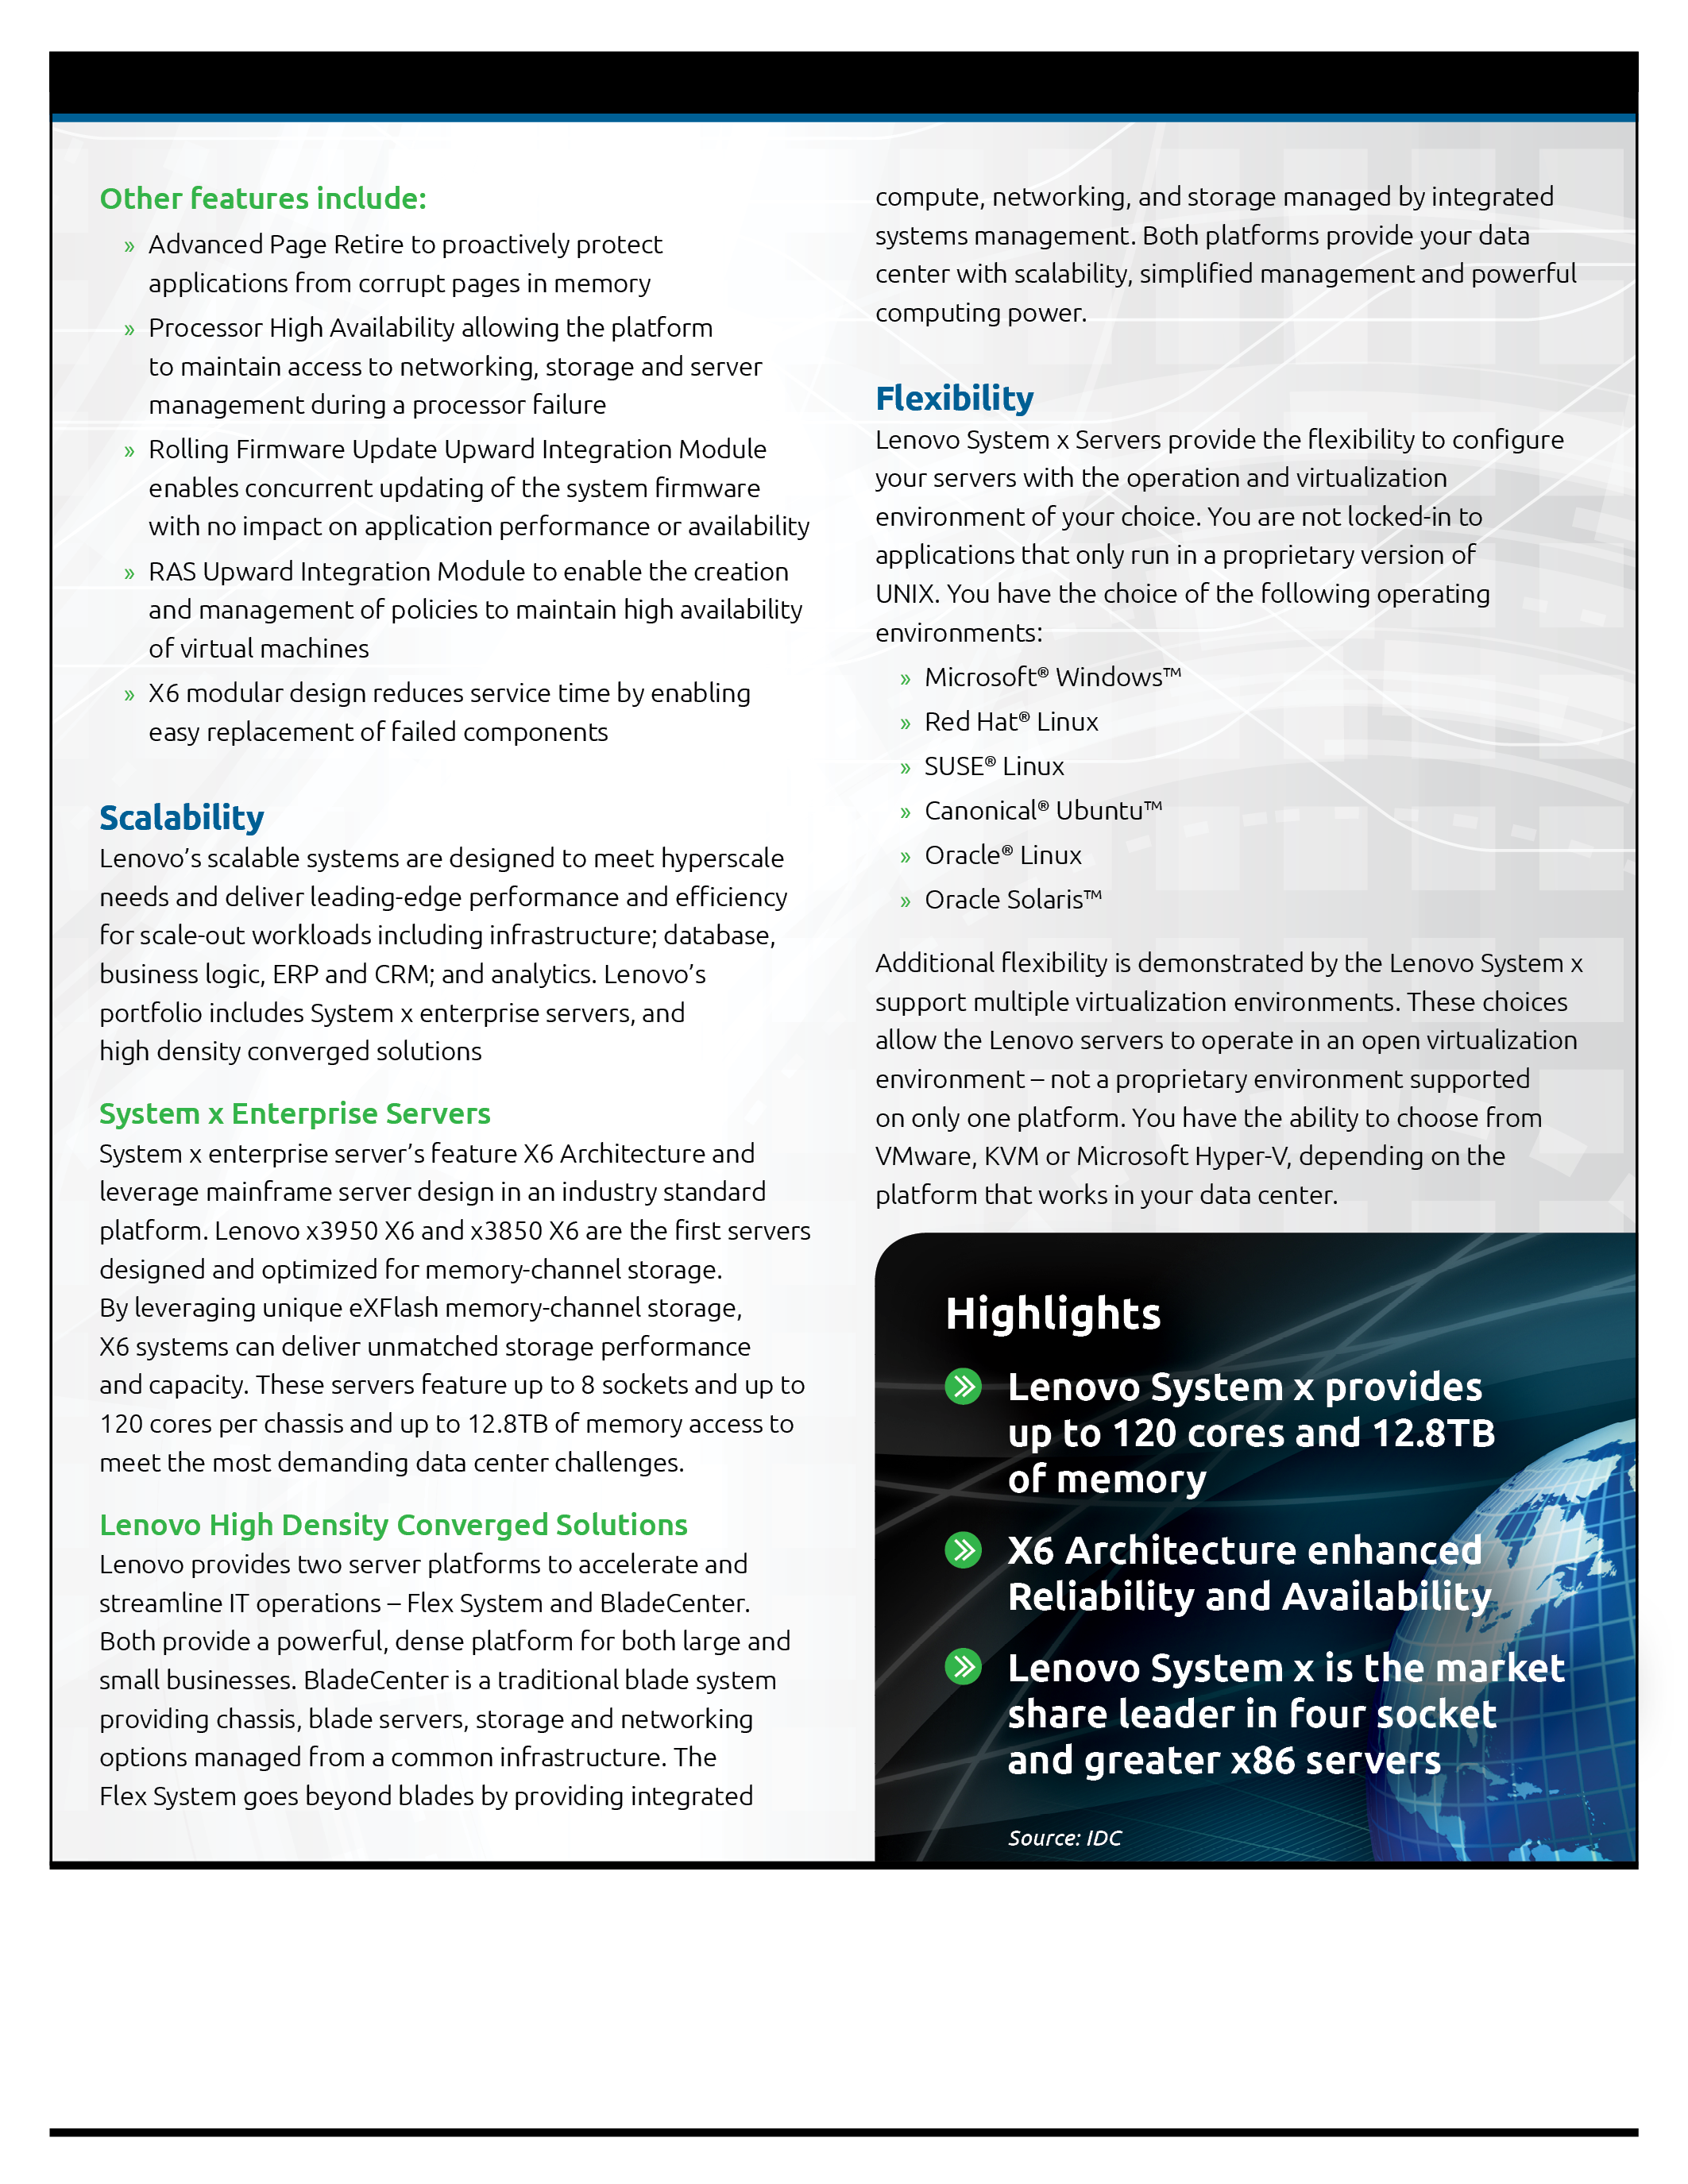 Other features include:
» Advanced Page Retire to proactively protect
applications from corrupt pages in memory
» Processor High Availability allowing the platform
to maintain access to networking, storage and server
management during a processor failure
» Rolling Firmware Update Upward Integration Module
enables concurrent updating of the system firmware
with no impact on application performance or availability
» RAS Upward Integration Module to enable the creation
and management of policies to maintain high availability
of virtual machines
» X6 modular design reduces service time by enabling
easy replacement of failed components
Scalability
Lenovo’s scalable systems are designed to meet hyperscale
needs and deliver leading-edge performance and efficiency
for scale-out workloads including infrastructure; database,
business logic, ERP and CRM; and analytics. Lenovo’s
portfolio includes System x enterprise servers, and
high density converged solutions
System x Enterprise Servers
System x enterprise server’s feature X6 Architecture and
leverage mainframe server design in an industry standard
platform. Lenovo x3950 X6 and x3850 X6 are the first servers
designed and optimized for memory-channel storage.
By leveraging unique eXFlash memory-channel storage,
X6 systems can deliver unmatched storage performance
and capacity. These servers feature up to 8 sockets and up to
120 cores per chassis and up to 12.8TB of memory access to
meet the most demanding data center challenges.
Lenovo High Density Converged Solutions
Lenovo provides two server platforms to accelerate and
streamline IT operations – Flex System and BladeCenter.
Both provide a powerful, dense platform for both large and
small businesses. BladeCenter is a traditional blade system
providing chassis, blade servers, storage and networking
options managed from a common infrastructure. The
Flex System goes beyond blades by providing integrated
compute, networking, and storage managed by integrated
systems management. Both platforms provide your data
center with scalability, simplified management and powerful
computing power.
Flexibility
Lenovo System x Servers provide the flexibility to configure
your servers with the operation and virtualization
environment of your choice. You are not locked-in to
applications that only run in a proprietary version of
UNIX. You have the choice of the following operating
environments:
» Microsoft® Windows™
» Red Hat® Linux
» SUSE® Linux
» Canonical® Ubuntu™
» Oracle® Linux
» Oracle Solaris™
Additional flexibility is demonstrated by the Lenovo System x
support multiple virtualization environments. These choices
allow the Lenovo servers to operate in an open virtualization
environment – not a proprietary environment supported
on only one platform. You have the ability to choose from
VMware, KVM or Microsoft Hyper-V, depending on the
platform that works in your data center.
Highlights
» Lenovo System x provides
up to 120 cores and 12.8TB
of memory
» X6 Architecture enhanced
Reliability and Availability
» Lenovo System x is the market
share leader in four socket
and greater x86 servers
Source: IDC